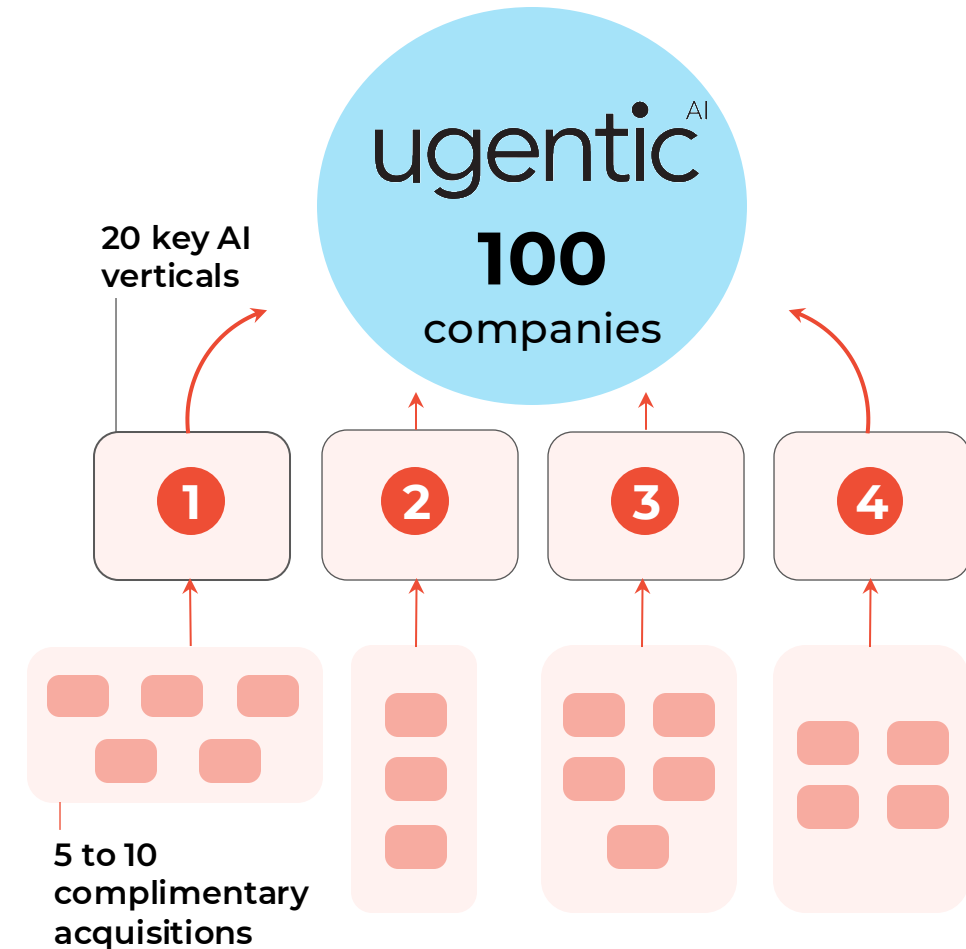 ugentic AI
100
companies
20 key AI
verticals
1
2
3
4
5 to 10
complimentary
acquisitions